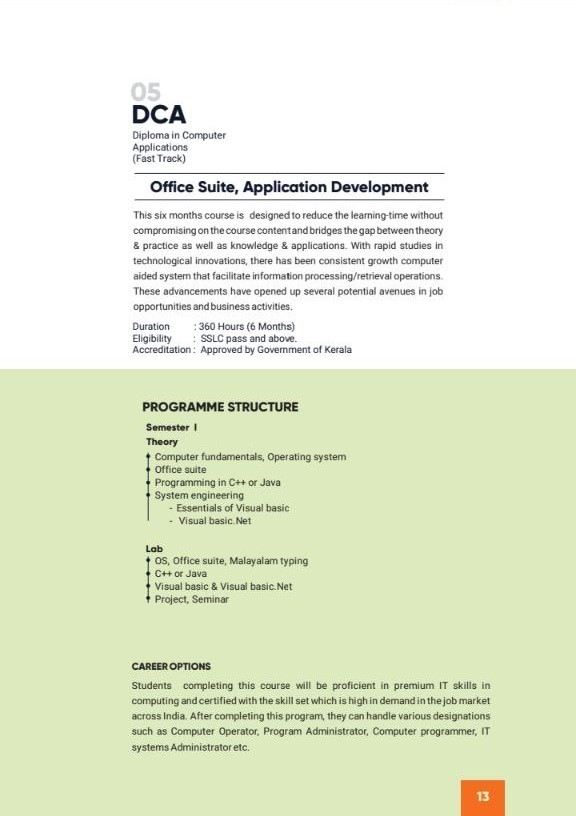 05
DCA
Diploma in Computer
Applications
(Fast Track)
Office Suite, Application Development
This six months course is designed to reduce the learning-time without
compromising on the course content and bridges the gap between theory
& practice as well as knowledge & applications. With rapid studies in
technological innovations, there has been consistent growth computer
aided system that facilitate information processing/retrieval operations.
These advancements have opened up several potential avenues in job
opportunities and business activities.
Duration : 360 Hours (6 Months)
Eligibility : SSLC pass and above.
Accreditation : Approved by Government of Kerala
PROGRAMME STRUCTURE
Semester I
Theory
Computer fundamentals, Operating system
Office suite
Programming in C++ or Java
System engineering
- Essentials of Visual basic
- Visual basic.Net
Lab
OS, Office suite, Malayalam typing
C++ or Java
Visual basic & Visual basic.Net
Project, Seminar
CAREER OPTIONS
Students completing this course will be proficient in premium IT skills in
computing and certified with the skill set which is high in demand in the job market
across India. After completing this program, they can handle various designations
such as Computer Operator, Program Administrator, Computer programmer, IT
systems Administrator etc.
13